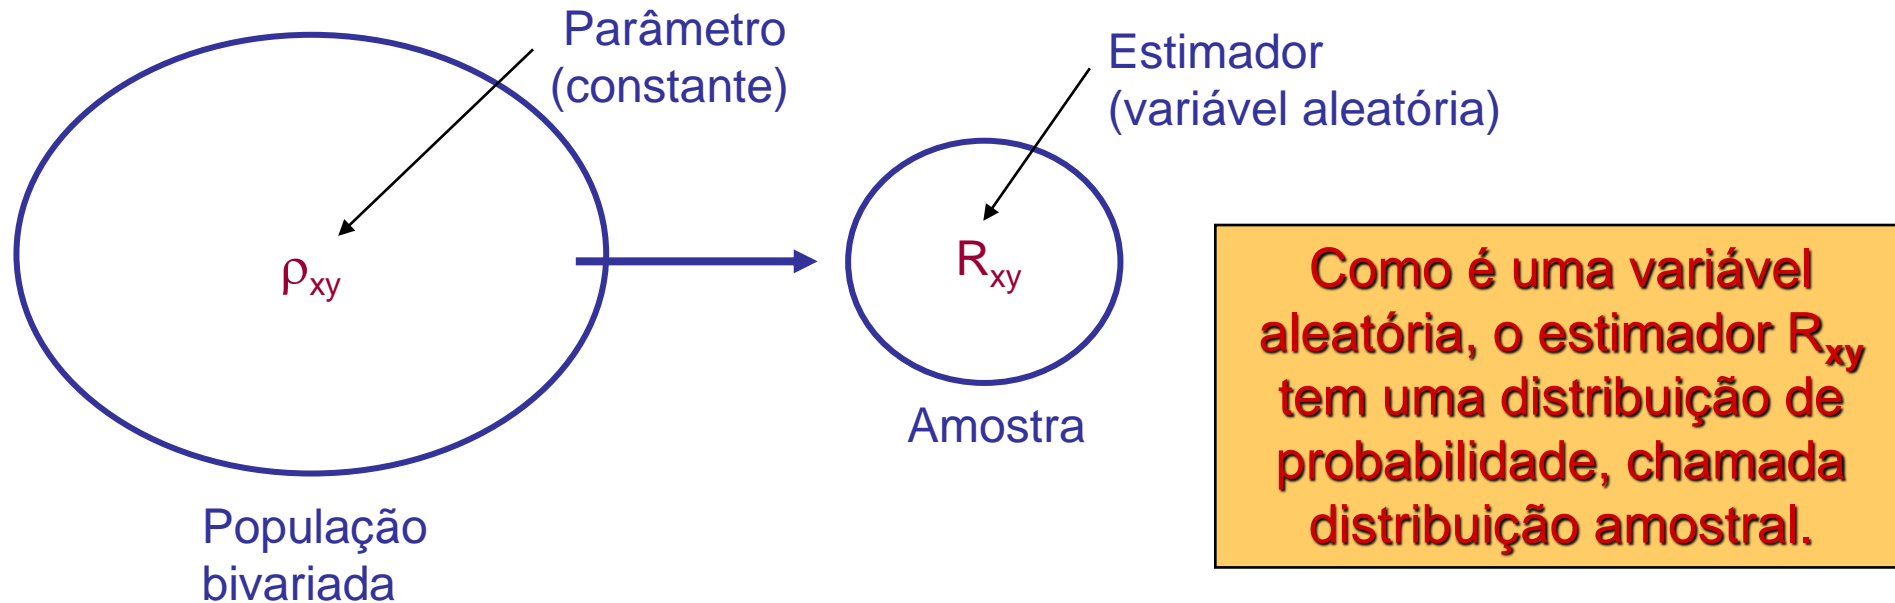 Parâmetro
(constante)
Estimador
(variável aleatória)
ρxy
Rxy
Amostra
População
bivariada
Como é uma variável
aleatória, o estimador Rxy
tem uma distribuição de
probabilidade, chamada
distribuição amostral.